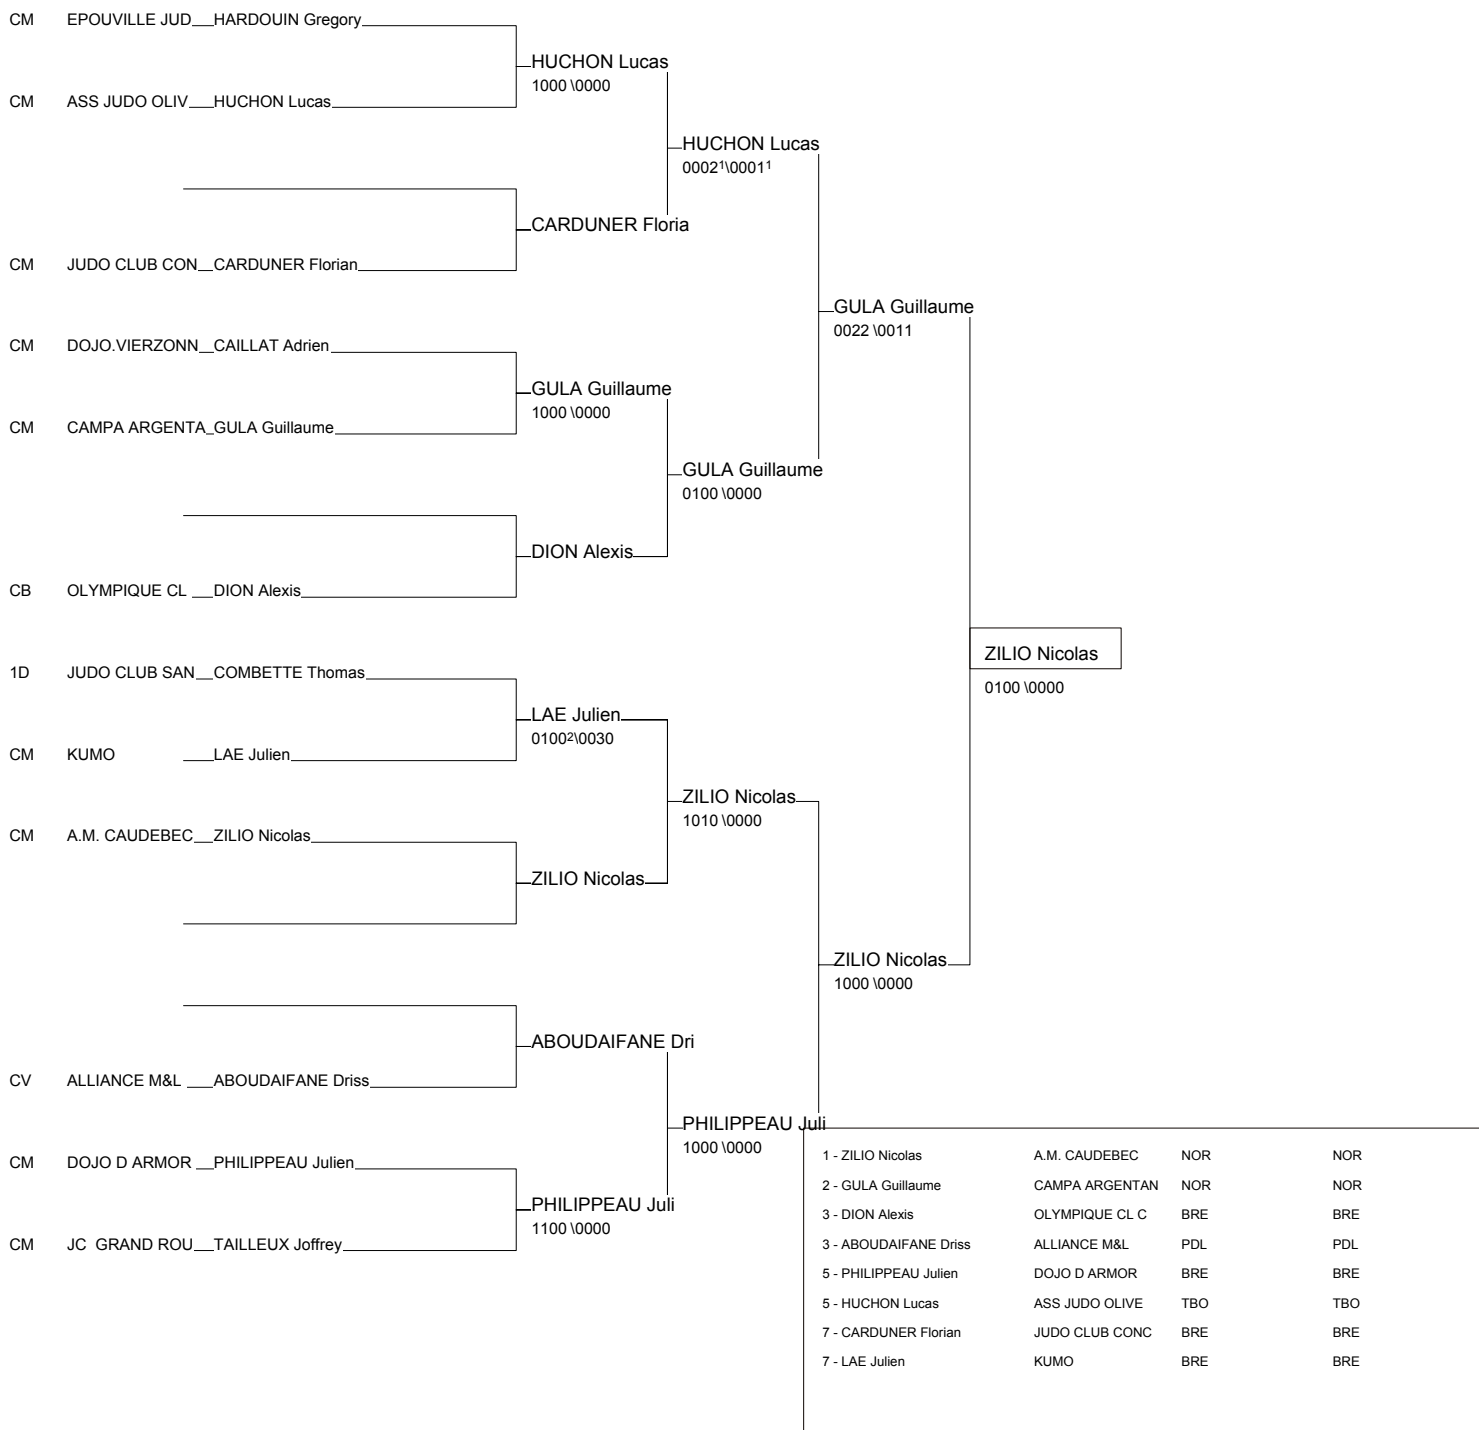 CM EPOUVILLE JUD HARDOUIN Gregory
HUCHON Lucas
1000 \0000
CM ASS JUDO OLIV HUCHON Lucas
HUCHON Lucas
0002¹\0001¹
CARDUNER Floria
CM JUDO CLUB CON CARDUNER Florian
GULA Guillaume
0022 \0011
CM DOJO.VIERZONN CAILLAT Adrien
GULA Guillaume
1000 \0000
CM CAMPA ARGENTA GULA Guillaume
GULA Guillaume
0100 \0000
DION Alexis
CB OLYMPIQUE CL DION Alexis
ZILIO Nicolas
0100 \0000
1D JUDO CLUB SAN COMBETTE Thomas
LAE Julien
0100²\0030
CM KUMO LAE Julien
ZILIO Nicolas
1010 \0000
CM A.M. CAUDEBEC ZILIO Nicolas
ZILIO Nicolas
ZILIO Nicolas
1000 \0000
ABOUDAIFANE Dri
CV ALLIANCE M&L ABOUDAIFANE Driss
PHILIPPEAU Juli
1000 \0000
CM DOJO D ARMOR PHILIPPEAU Julien
PHILIPPEAU Juli
1100 \0000
CM JC GRAND ROU TAILLEUX Joffrey
1 - ZILIO Nicolas A.M. CAUDEBEC NOR NOR
2 - GULA Guillaume CAMPA ARGENTAN NOR NOR
3 - DION Alexis OLYMPIQUE CL C BRE BRE
3 - ABOUDAIFANE Driss ALLIANCE M&L PDL PDL
5 - PHILIPPEAU Julien DOJO D ARMOR BRE BRE
5 - HUCHON Lucas ASS JUDO OLIVE TBO TBO
7 - CARDUNER Florian JUDO CLUB CONC BRE BRE
7 - LAE Julien KUMO BRE BRE